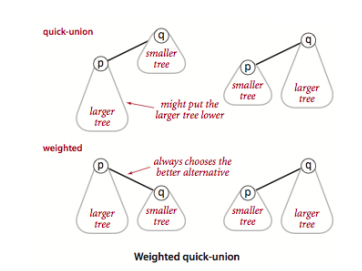 quick-union
q
smaller
tree
p
larger
tree
might put the
larger tree lower
p
smaller
tree
q
larger
tree
weighted
p
larger
tree
always chooses the
better alternative
q
smaller
tree
p
smaller
tree
q
larger
tree
Weighted quick-union